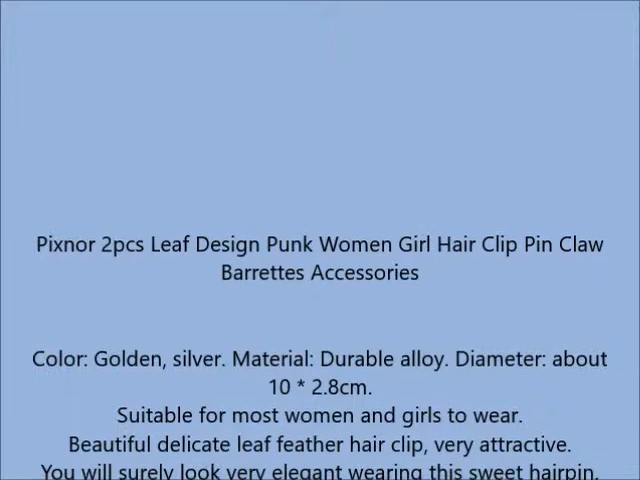 Pixnor 2pcs Leaf Design Punk Women Girl Hair Clip Pin Claw
Barrettes Accessories
Color: Golden, silver. Material: Durable alloy. Diameter: about
10 * 2.8cm.
Suitable for most women and girls to wear.
Beautiful delicate leaf feather hair clip, very attractive.
You will surely look very elegant wearing this sweet hairpin.